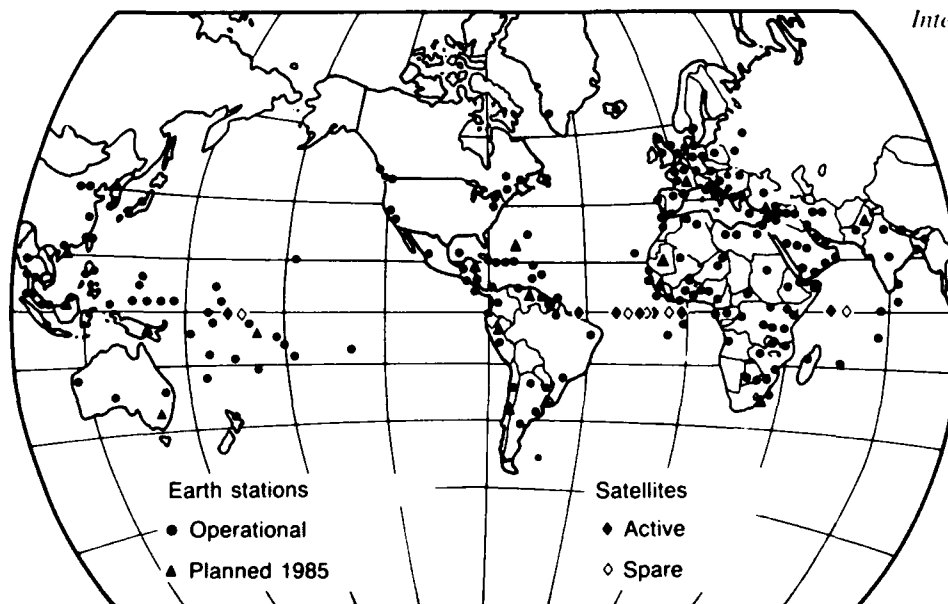 Earth stations
Operational
Planned 1985
Satellites
Active
Spare